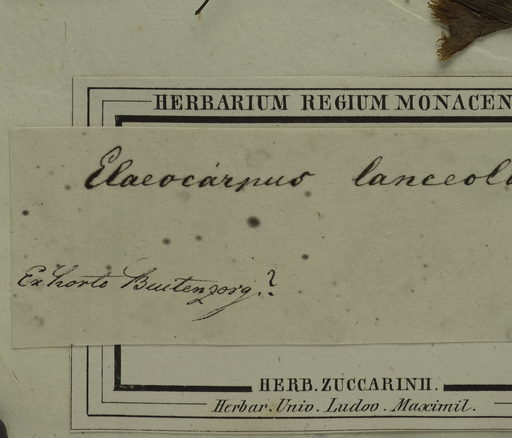 HERBARIUM REGIUM MONACEN
Elaeocarpus lanceol
Ex horto Buitenzorg?
HERB. ZUCCARINII.
Herbar. Univ. Ludov. Maximil.